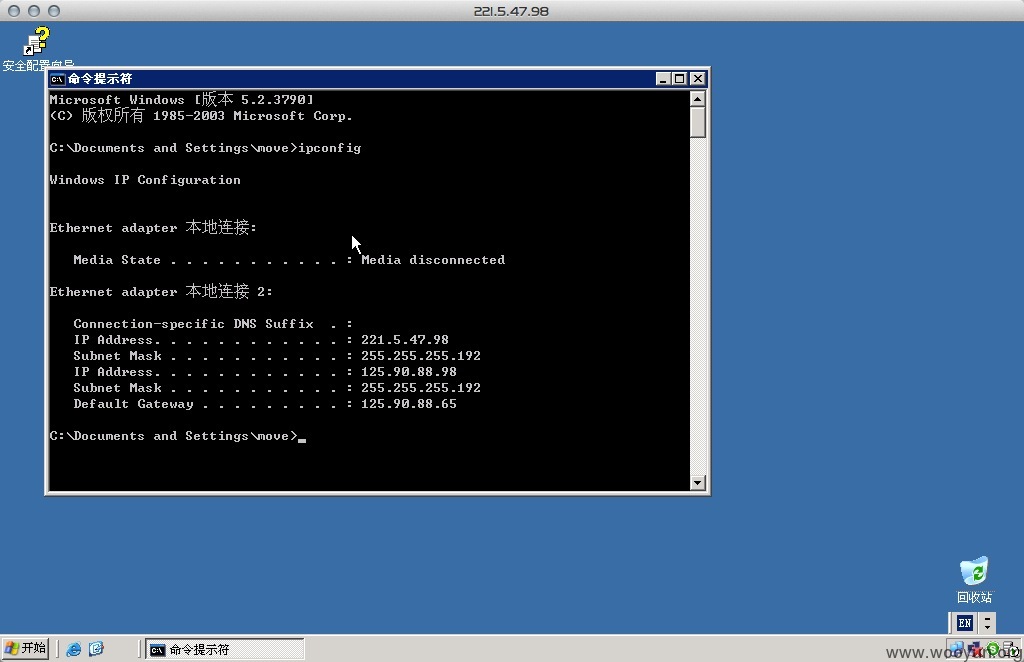 221.5.47.98
安全配置向导
命令提示符
Microsoft Windows [版本 5.2.3790]
(C) 版权所有 1985-2003 Microsoft Corp.
C:\Documents and Settings\move>ipconfig
Windows IP Configuration
Ethernet adapter 本地连接:
Media State . . . . . . . . . . . : Media disconnected
Ethernet adapter 本地连接 2:
Connection-specific DNS Suffix  . :
IP Address. . . . . . . . . . . . : 221.5.47.98
Subnet Mask . . . . . . . . . . . : 255.255.255.192
IP Address. . . . . . . . . . . . : 125.90.88.98
Subnet Mask . . . . . . . . . . . : 255.255.255.192
Default Gateway . . . . . . . . . : 125.90.88.65
C:\Documents and Settings\move>
回收站
EN
开始
命令提示符
www.wooyun.org